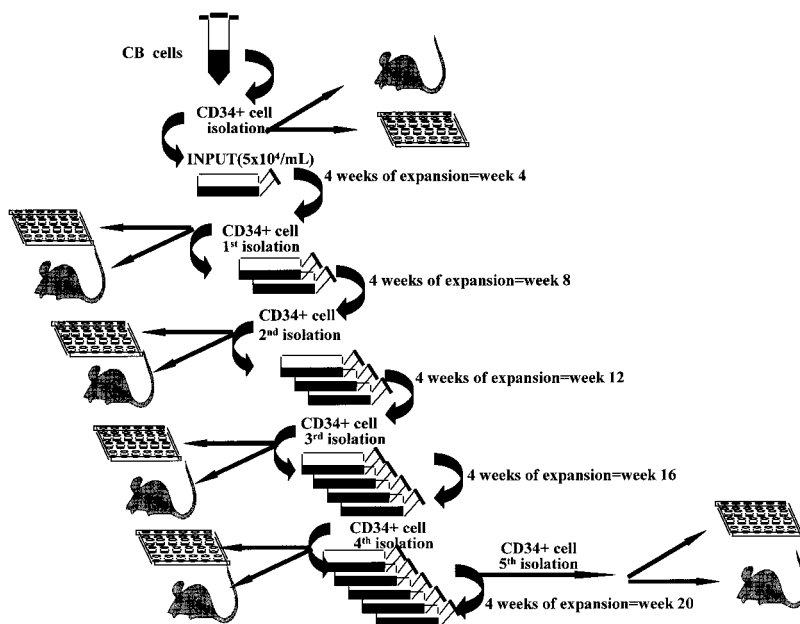 CB cells
CD34+ cell
isolation
INPUT(5x10⁴/mL)
4 weeks of expansion=week 4
CD34+ cell
1st isolation
4 weeks of expansion=week 8
CD34+ cell
2nd isolation
4 weeks of expansion=week 12
CD34+ cell
3rd isolation
4 weeks of expansion=week 16
CD34+ cell
4th isolation
CD34+ cell
5th isolation
4 weeks of expansion=week 20